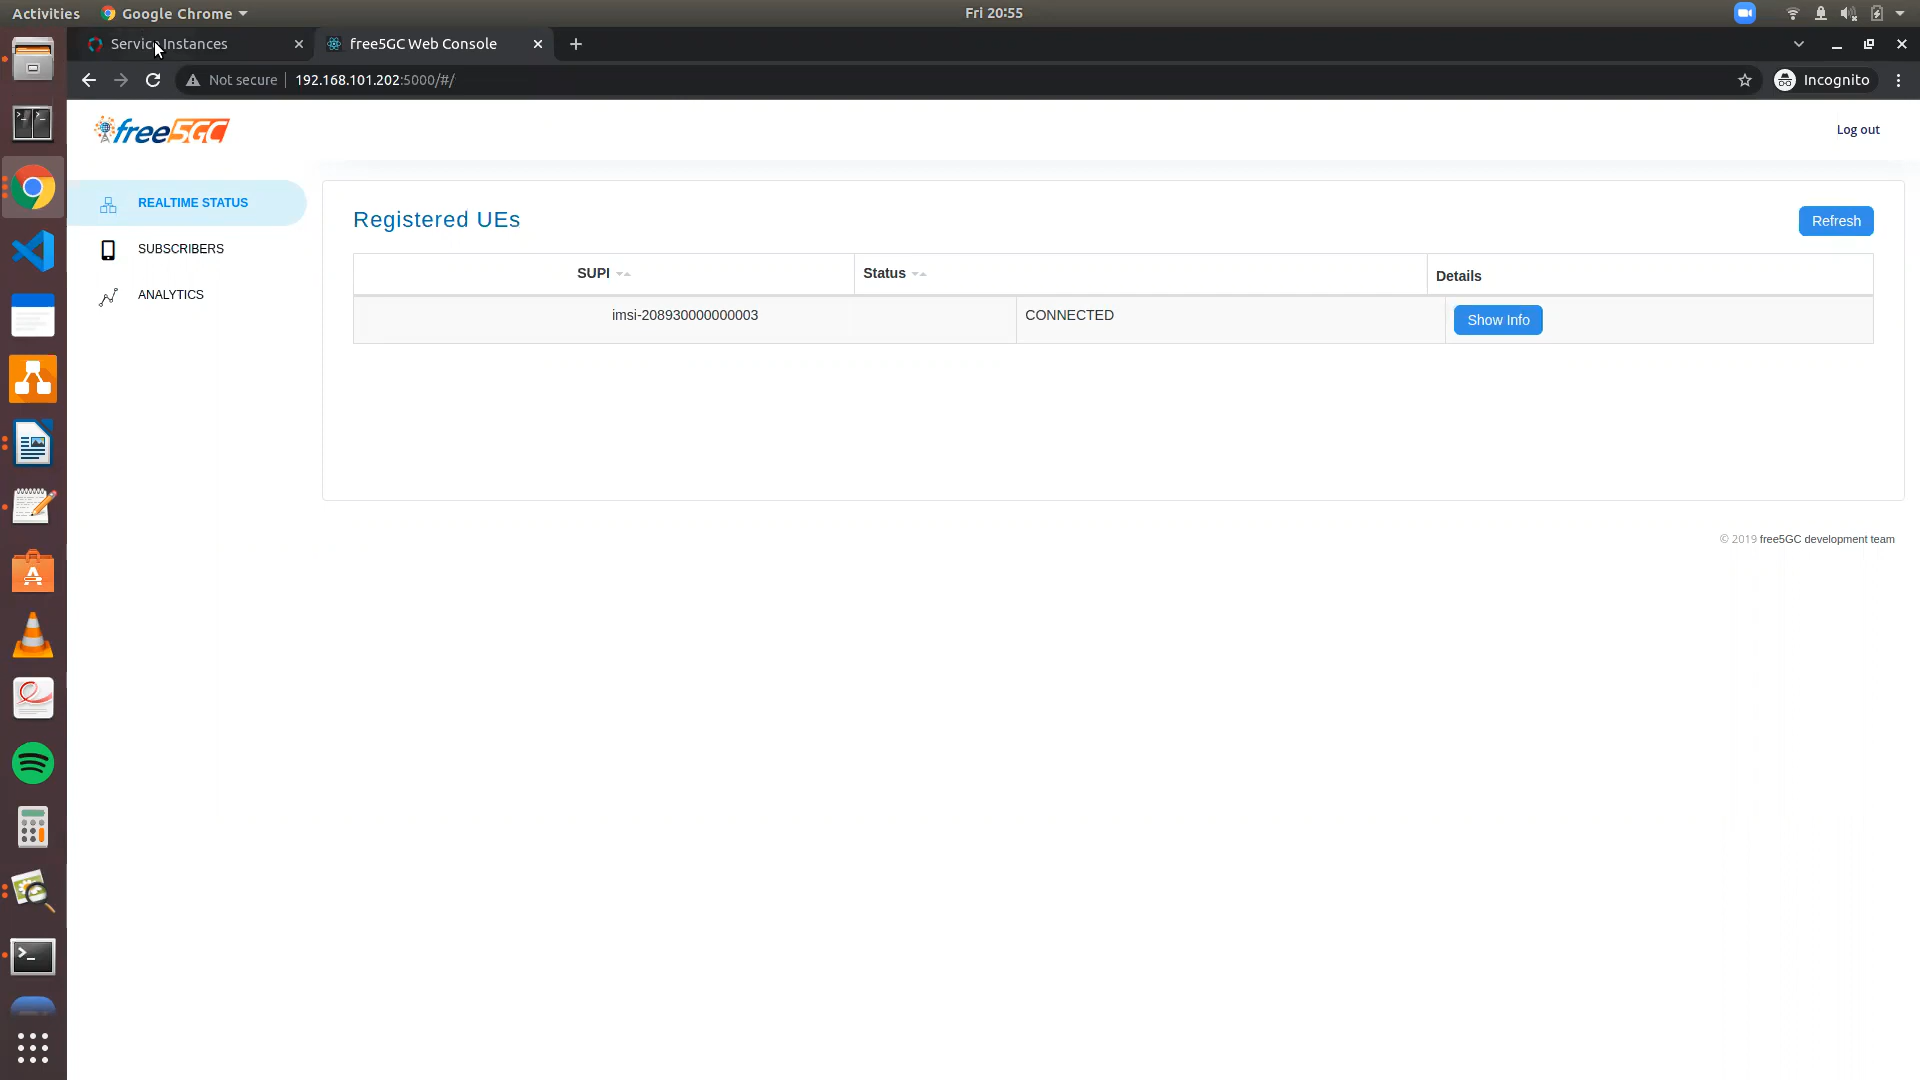 Activities Google Chrome Fri 20:55
Service Instances free5GC Web Console
Not secure 192.168.101.202:5000/#/ Incognito
free5GC Log out
REALTIME STATUS
SUBSCRIBERS
ANALYTICS
Registered UEs Refresh
SUPI Status Details
imsi-208930000000003 CONNECTED Show Info
© 2019 free5GC development team